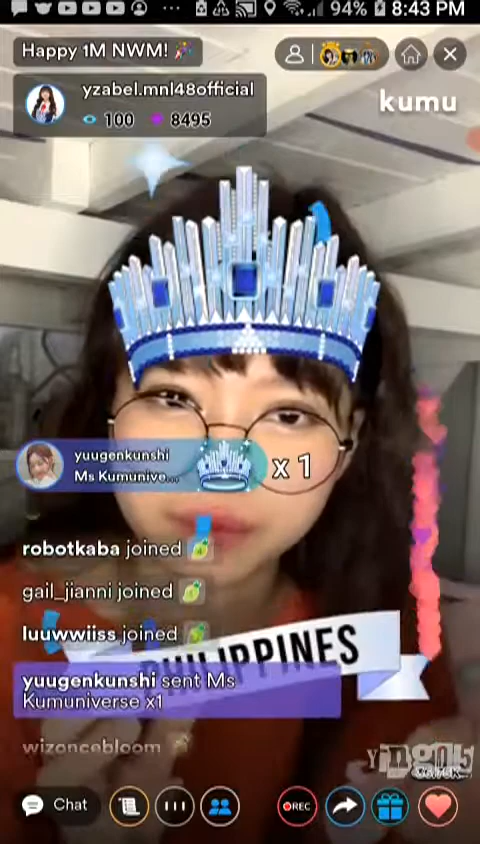 94% 8:43 PM
Happy 1M NWM!
yzabel.mnl48official
100 8495
kumu
yuugenkunshi
Ms Kumunive...
x 1
robotkaba joined
gail_jianni joined
luuwwiiss joined
PHILIPPINES
yuugenkunshi sent Ms
Kumuniverse x1
wizoncebloom
Chat
REC